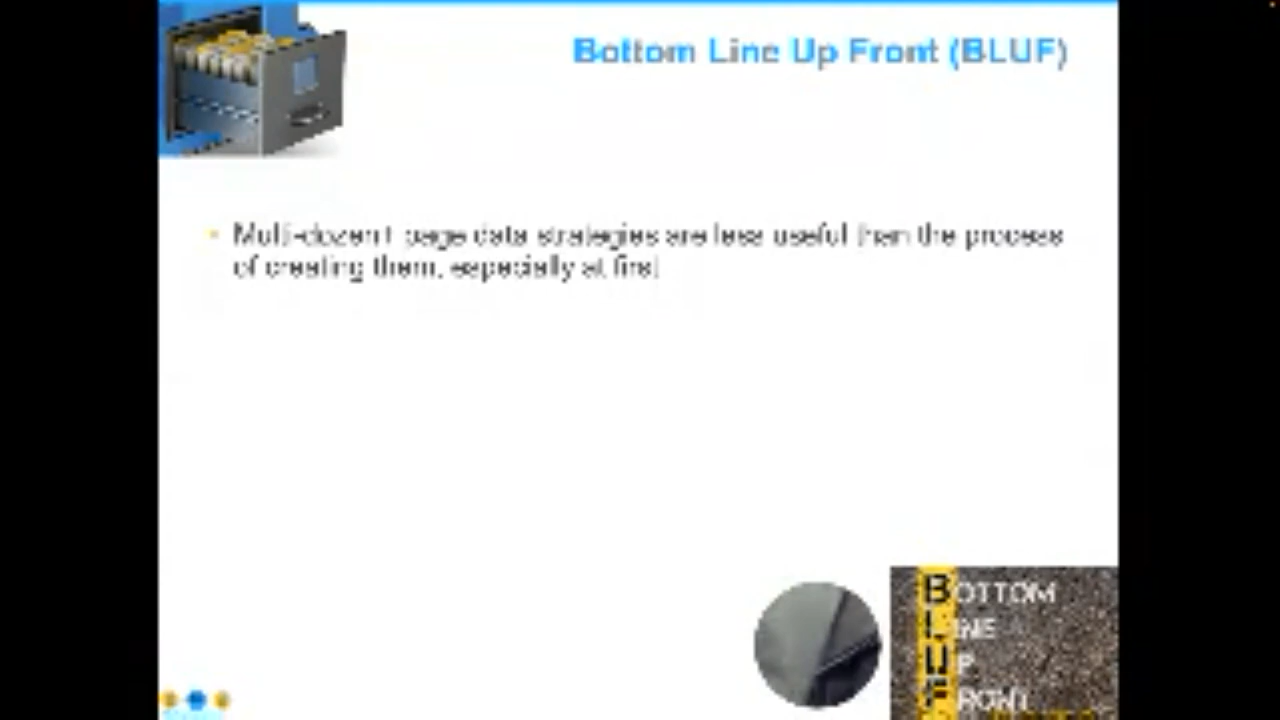 Bottom Line Up Front (BLUF)
Multi-dozen+ page data strategies are less useful than the process
of creating them, especially at first
BOTTOM
LINE
UP
FRONT